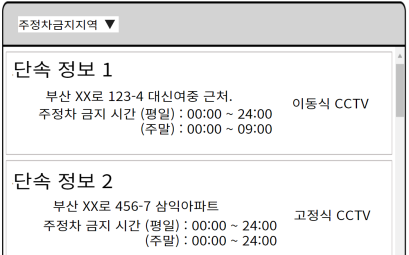 주정차금지지역 ▼
단속 정보 1
부산 XX로 123-4 대신여중 근처.
주정차 금지 시간 (평일) : 00:00 ~ 24:00
(주말) : 00:00 ~ 09:00
이동식 CCTV
단속 정보 2
부산 XX로 456-7 삼익아파트
주정차 금지 시간 (평일) : 00:00 ~ 24:00
(주말) : 00:00 ~ 24:00
고정식 CCTV